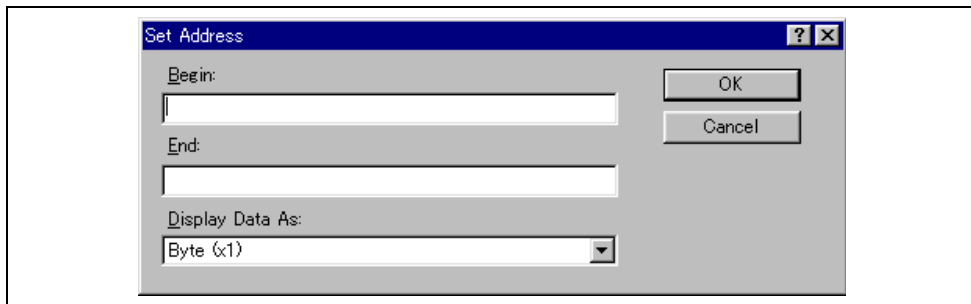 Set Address
Begin:
OK
Cancel
End:
Display Data As:
Byte (x1)